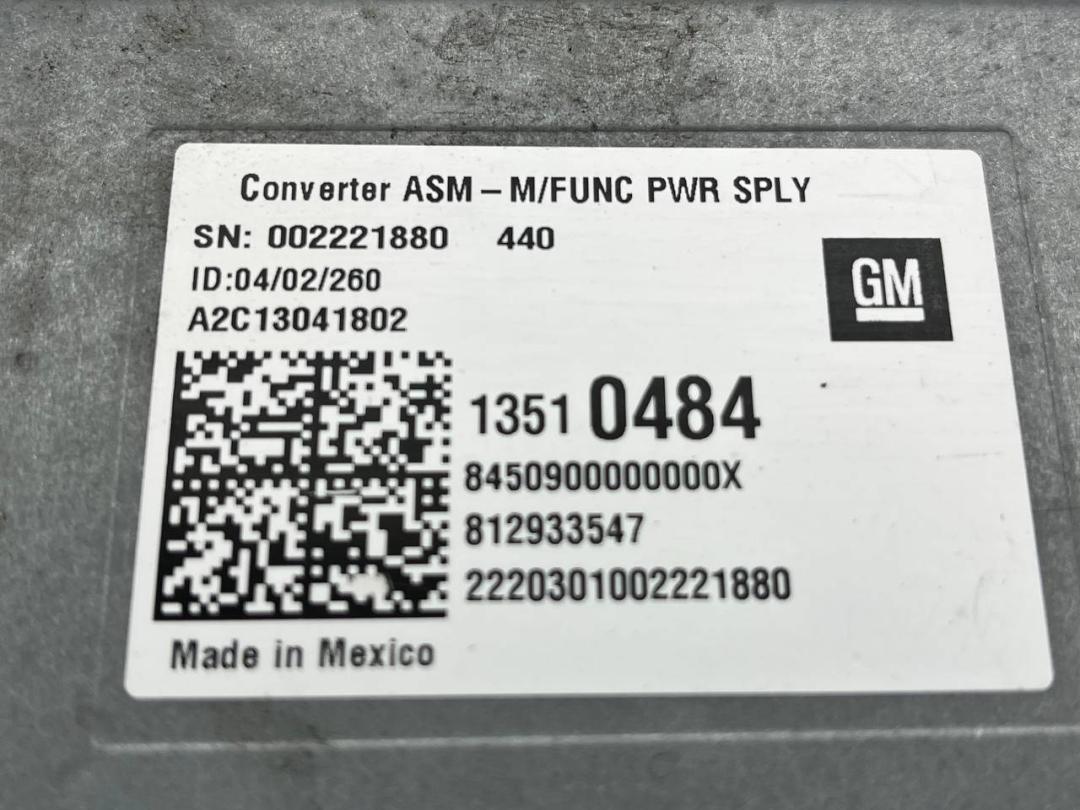 Converter ASM – M/FUNC PWR SPLY
SN: 002221880 440
ID:04/02/260
A2C13041802
GM
1351 0484
8450900000000X
812933547
2220301002221880
Made in Mexico